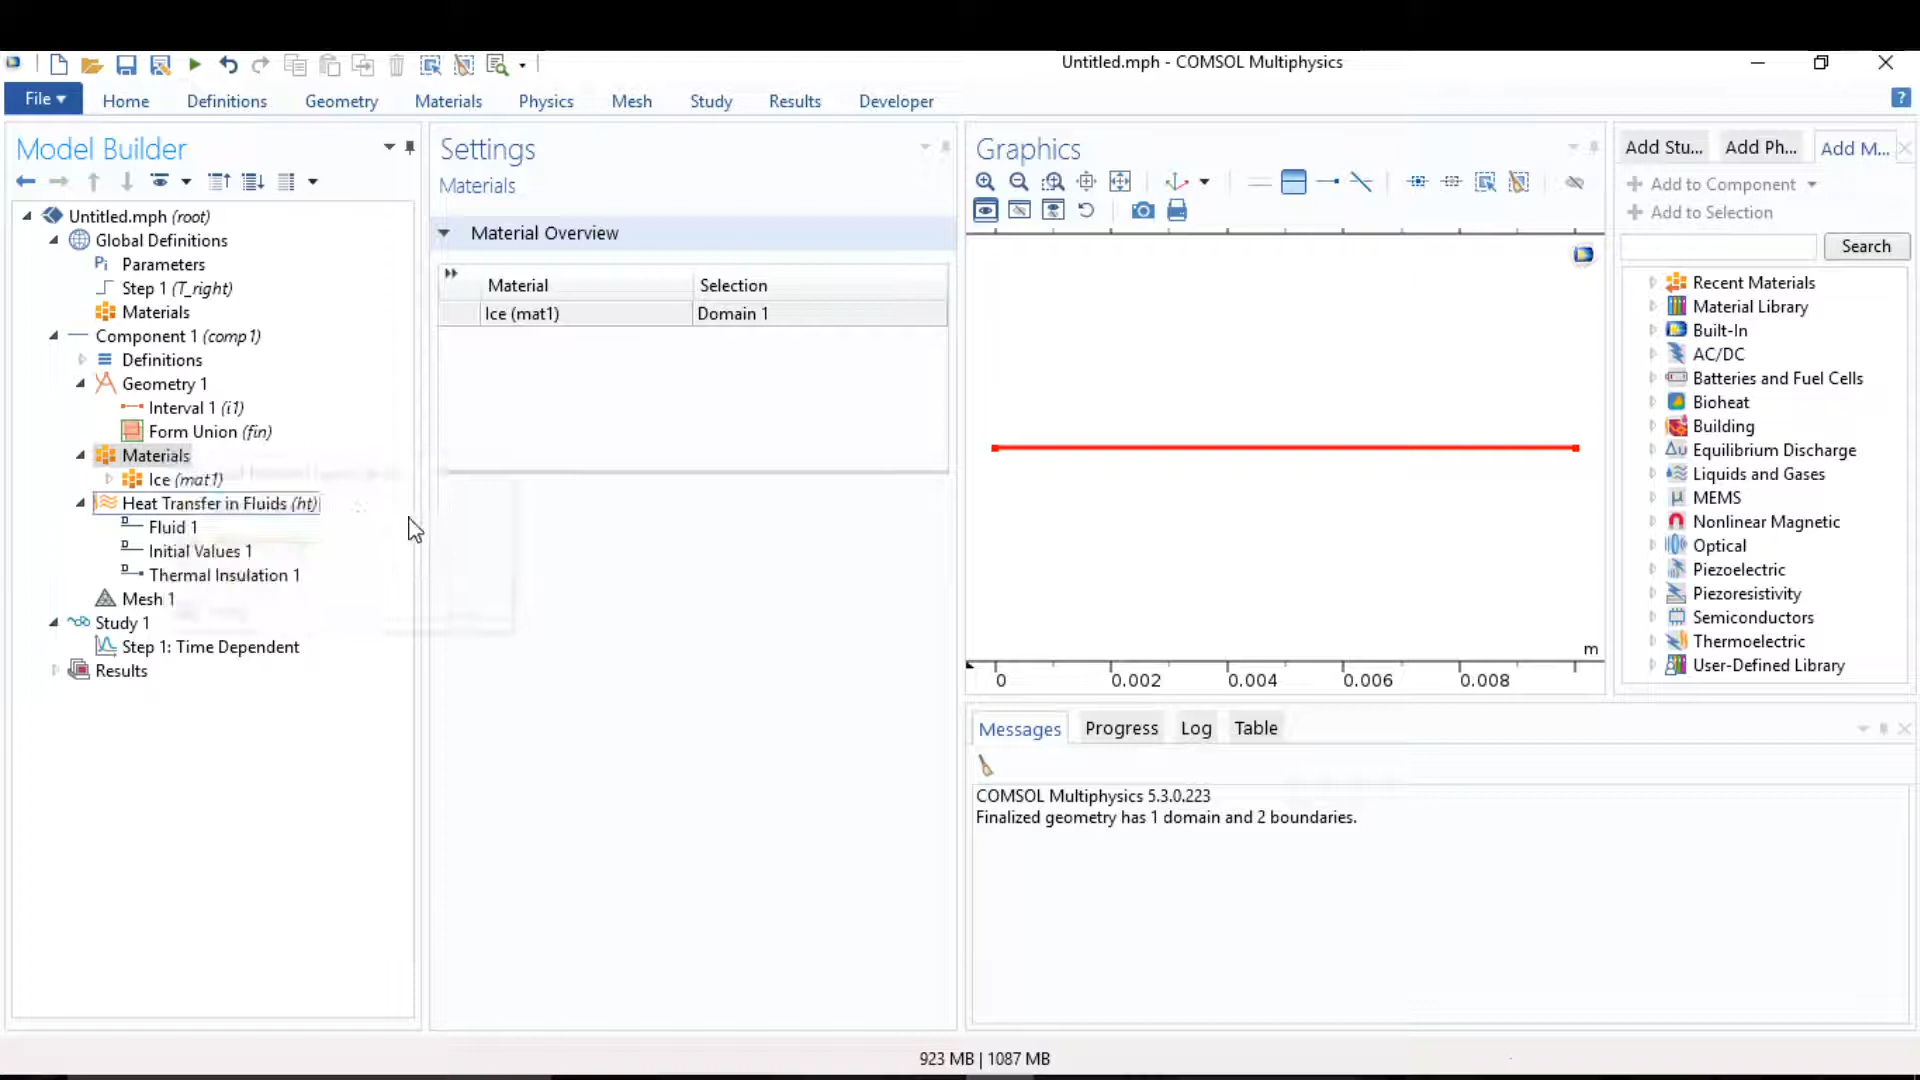 Untitled.mph - COMSOL Multiphysics
File
Home
Definitions
Geometry
Materials
Physics
Mesh
Study
Results
Developer
?
Model Builder
Untitled.mph (root)
Global Definitions
Pi Parameters
Step 1 (T_right)
Materials
Component 1 (comp1)
Definitions
Geometry 1
Interval 1 (i1)
Form Union (fin)
Materials
Ice (mat1)
Heat Transfer in Fluids (ht)
Fluid 1
Initial Values 1
Thermal Insulation 1
Mesh 1
Study 1
Step 1: Time Dependent
Results
Settings
Materials
Material Overview
Material Selection
Ice (mat1) Domain 1
Graphics
m
0 0.002 0.004 0.006 0.008
Add Stu... Add Ph... Add M...
Add to Component
Add to Selection
Search
Recent Materials
Material Library
Built-In
AC/DC
Batteries and Fuel Cells
Bioheat
Building
Equilibrium Discharge
Liquids and Gases
MEMS
Nonlinear Magnetic
Optical
Piezoelectric
Piezoresistivity
Semiconductors
Thermoelectric
User-Defined Library
Messages Progress Log Table
COMSOL Multiphysics 5.3.0.223
Finalized geometry has 1 domain and 2 boundaries.
923 MB | 1087 MB